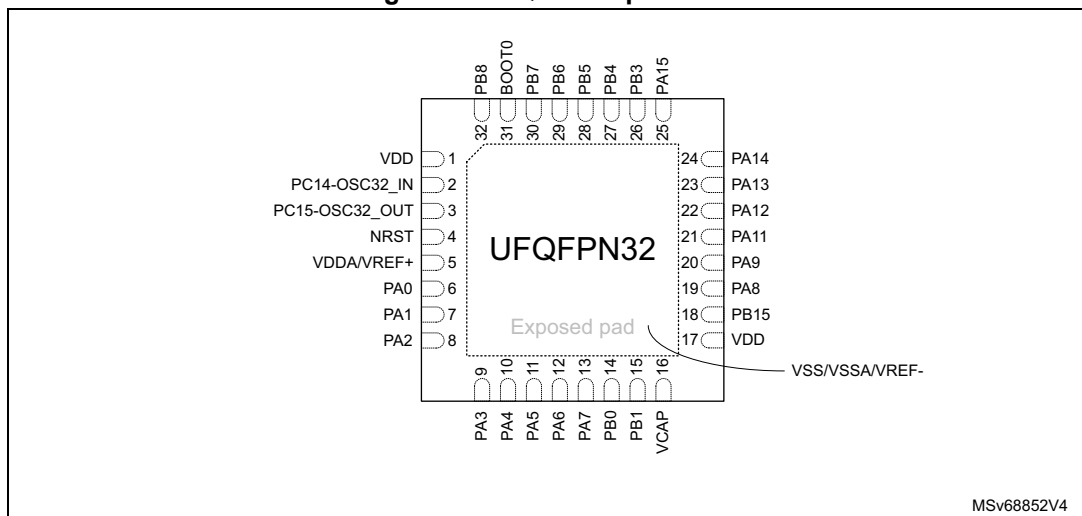 PB8
BOOT0
PB7
PB6
PB5
PB4
PB3
PA15
32
31
30
29
28
27
26
25
VDD 1
PC14-OSC32_IN 2
PC15-OSC32_OUT 3
NRST 4
VDDA/VREF+ 5
PA0 6
PA1 7
PA2 8
UFQFPN32
Exposed pad
24 PA14
23 PA13
22 PA12
21 PA11
20 PA9
19 PA8
18 PB15
17 VDD
VSS/VSSA/VREF-
9
10
11
12
13
14
15
16
PA3
PA4
PA5
PA6
PA7
PB0
PB1
VCAP
MSv68852V4